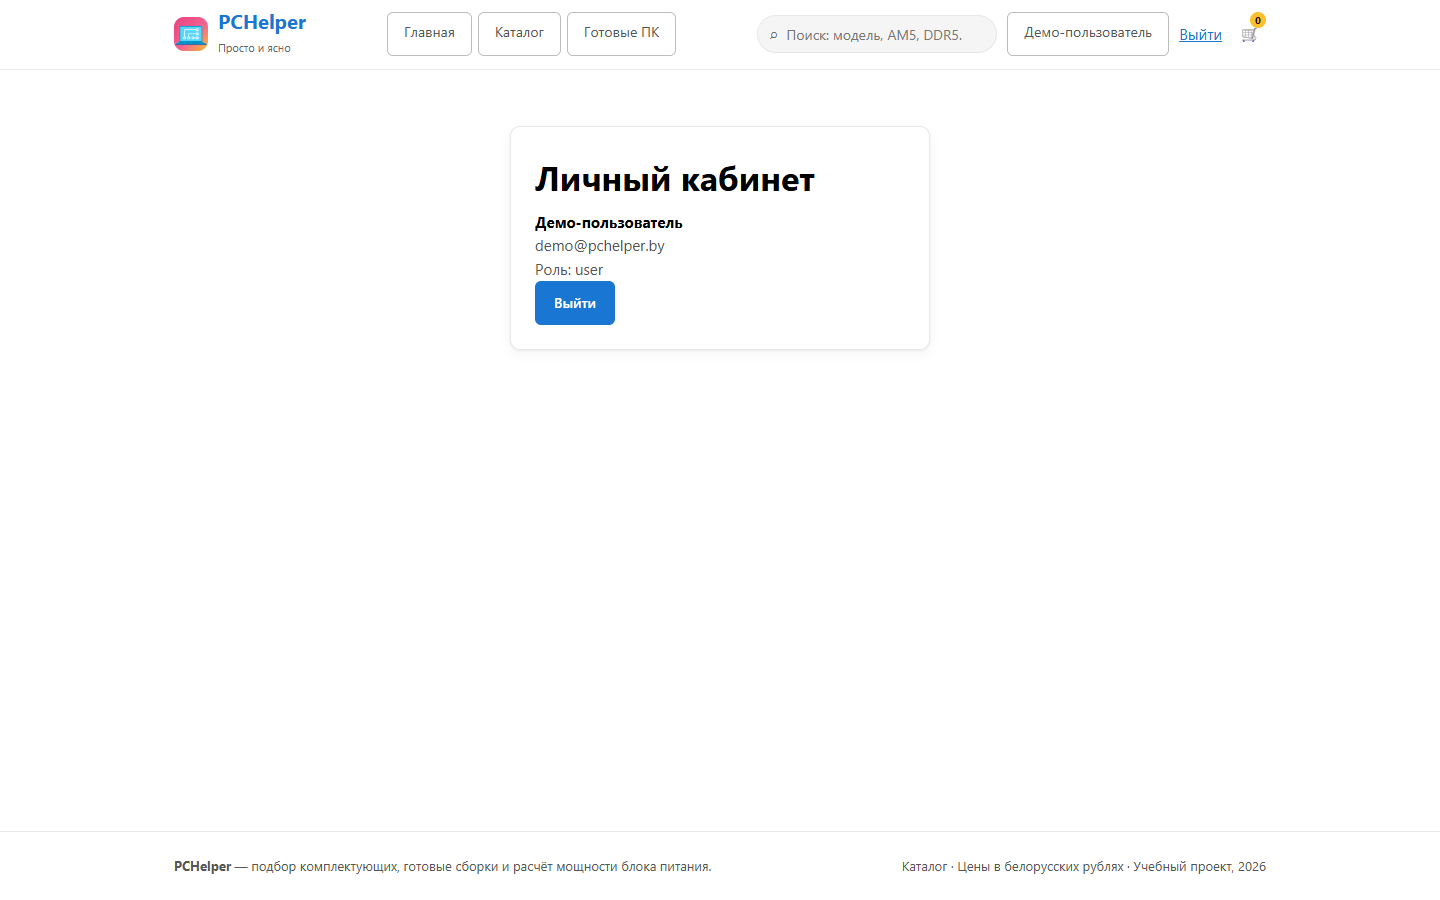 PCHelper
Просто и ясно
Главная
Каталог
Готовые ПК
Поиск: модель, AM5, DDR5.
Демо-пользователь
Выйти
0
Личный кабинет
Демо-пользователь
demo@pchelper.by
Роль: user
Выйти
PCHelper — подбор комплектующих, готовые сборки и расчёт мощности блока питания.
Каталог · Цены в белорусских рублях · Учебный проект, 2026